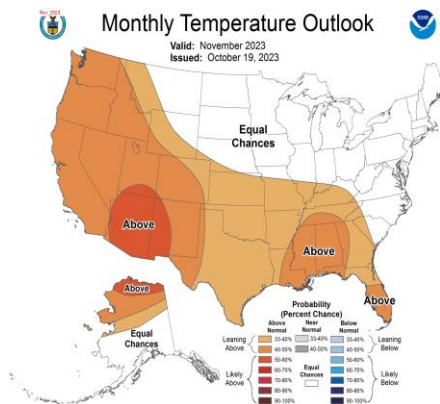 Nov 2023
Monthly Temperature Outlook
Valid: November 2023
Issued: October 19, 2023
NOAA
Equal
Chances
Above
Above
Above
Above
Equal
Chances
Probability
(Percent Chance)
Above
Normal
Near
Normal
Below
Normal
Leaning
Above
33-40%
40-50%
50-60%
33-40%
40-50%
33-40%
40-50%
50-60%
Leaning
Below
Likely
Above
60-70%
70-80%
80-90%
90-100%
Equal
Chances
60-70%
70-80%
80-90%
90-100%
Likely
Below